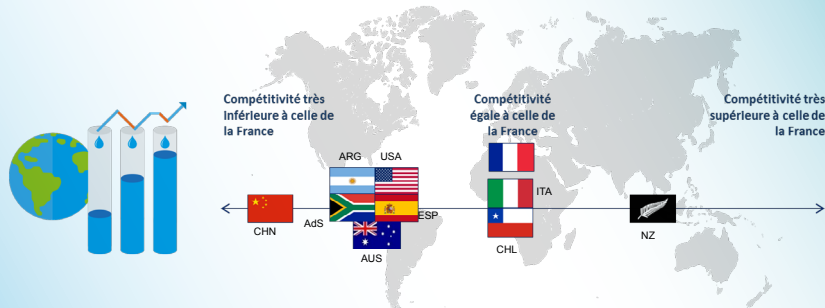 Compétitivité très
Inférieure à celle de
la France
Compétitivité
égale à celle de
la France
Compétitivité très
supérieure à celle de
la France
ARG
USA
ITA
CHN
AdS
ESP
AUS
CHL
NZ